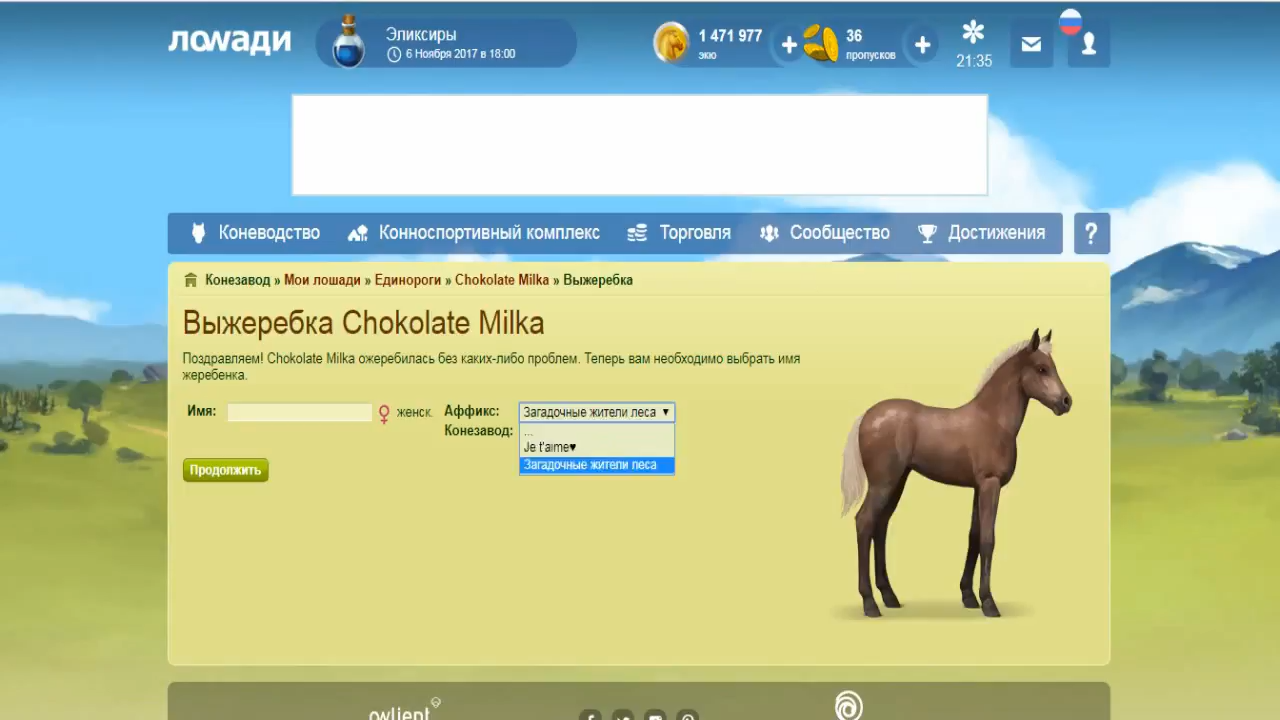 ловади
Эликсиры
6 Ноября 2017 в 18:00
1 471 977
экю
36
пропусков
21:35
Коневодство
Конноспортивный комплекс
Торговля
Сообщество
Достижения
?
Конезавод » Мои лошади » Единороги » Chokolate Milka » Выжеребка
Выжеребка Chokolate Milka
Поздравляем! Chokolate Milka ожеребилась без каких-либо проблем. Теперь вам необходимо выбрать имя
жеребенка.
Имя:
женск.
Аффикс:
Загадочные жители леса ▼
Конезавод:
...
Je t'aime♥
Загадочные жители леса
Продолжить
owlient